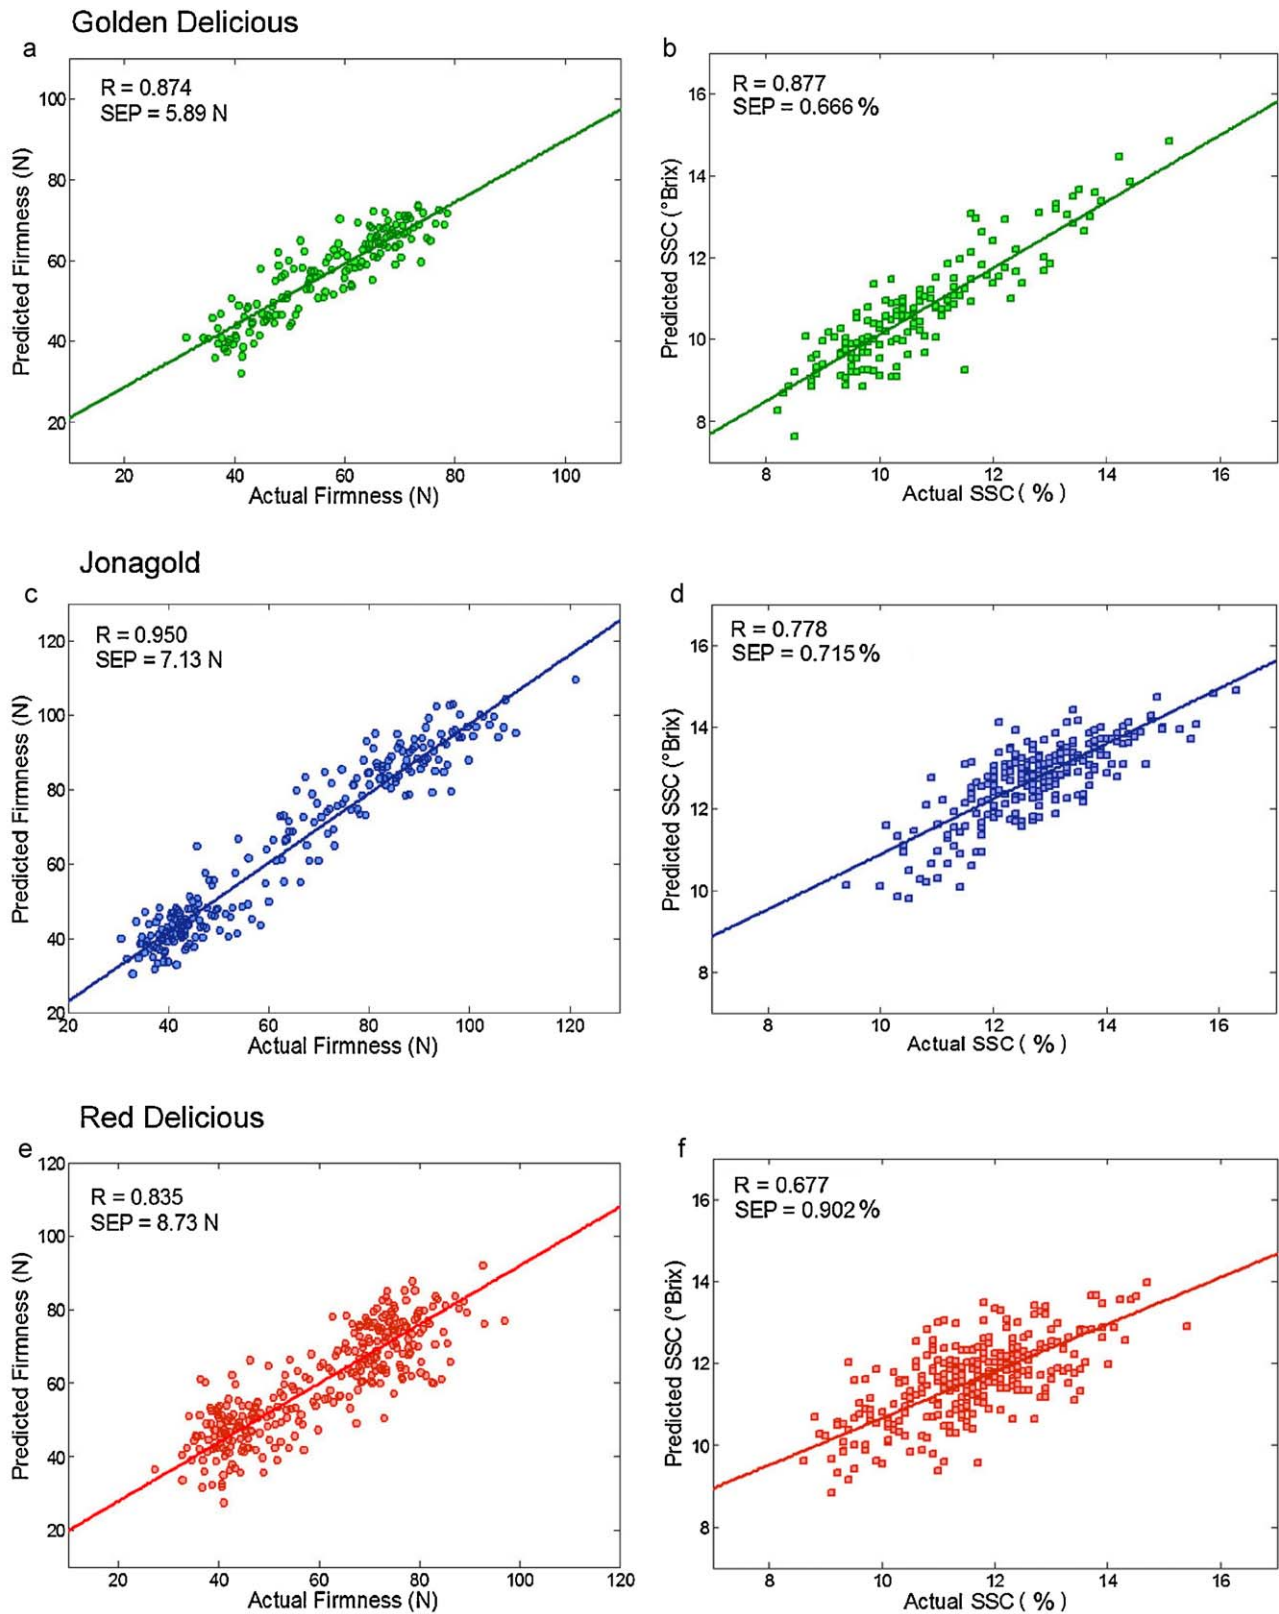 Golden Delicious
a
R = 0.874
SEP = 5.89 N
100
80
60
40
20
Predicted Firmness (N)
20 40 60 80 100
Actual Firmness (N)
b
R = 0.877
SEP = 0.666 %
16
14
12
10
8
Predicted SSC (°Brix)
8 10 12 14 16
Actual SSC ( % )
Jonagold
c
R = 0.950
SEP = 7.13 N
120
100
80
60
40
20
Predicted Firmness (N)
20 40 60 80 100 120
Actual Firmness (N)
d
R = 0.778
SEP = 0.715 %
16
14
12
10
8
Predicted SSC (°Brix)
8 10 12 14 16
Actual SSC ( % )
Red Delicious
e
R = 0.835
SEP = 8.73 N
120
100
80
60
40
20
Predicted Firmness (N)
20 40 60 80 100 120
Actual Firmness (N)
f
R = 0.677
SEP = 0.902 %
16
14
12
10
8
Predicted SSC (°Brix)
8 10 12 14 16
Actual SSC ( % )